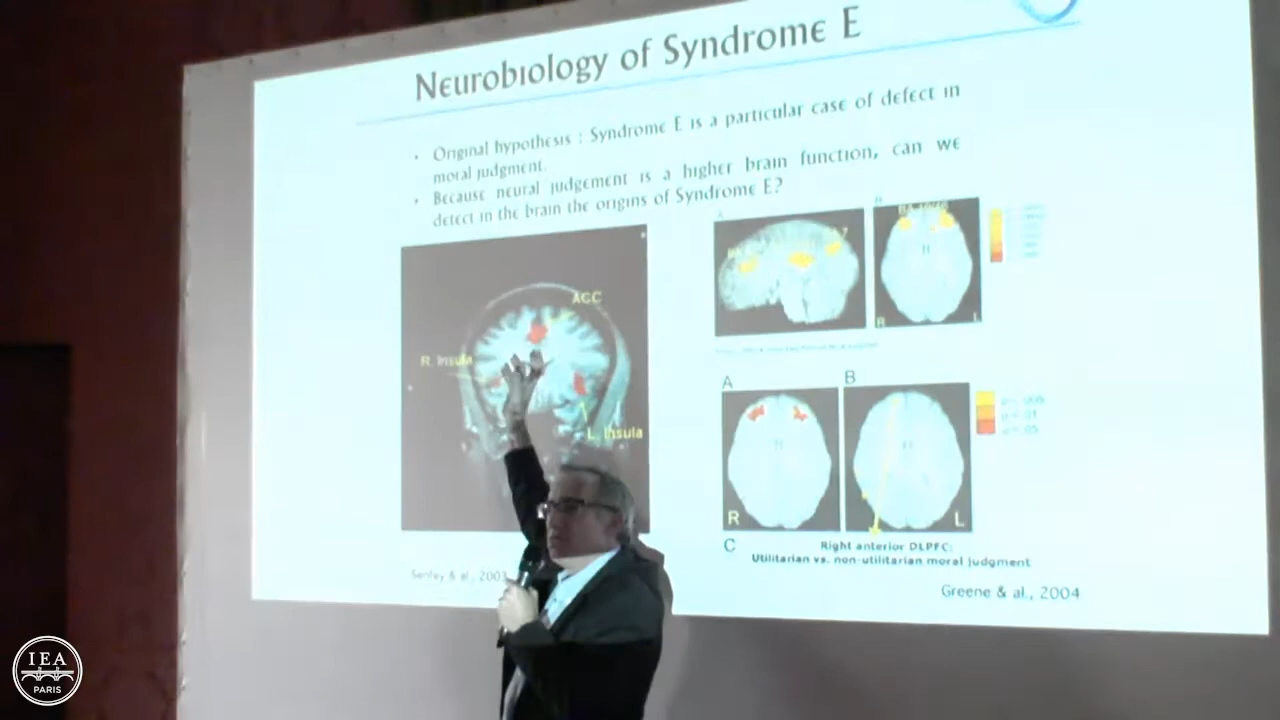 Neurobiology of Syndrome E
• Original hypothesis : Syndrome E is a particular case of defect in
moral judgment.
• Because neural judgement is a higher brain function, can we
detect in the brain the origins of Syndrome E?
ACC
R. Insula
L. Insula
A
B
R
L
A
B
R
L
C
Right anterior DLPFC:
Utilitarian vs. non-utilitarian moral judgment
& al., 2003
Greene & al., 2004
IEA
PARIS